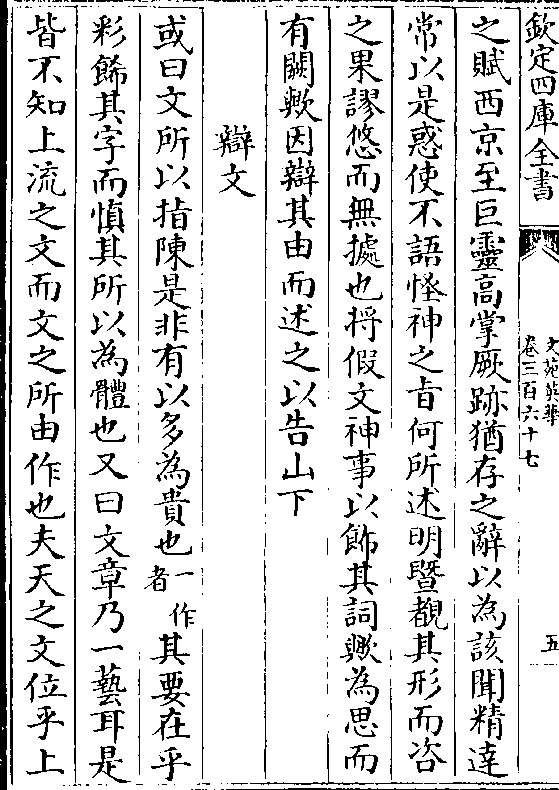 欽定四庫全書
文苑英華
卷三百六十七
五
之賦西京至巨靈高掌厥跡猶存之辭以為該聞精達
常以是惑使不語怪神之旨何所述明暨覩其形而咨
之果謬悠而無據也将假文神事以飾其詞歟為思而
有闕歟因辯其由而述之以告山下
辯文
或曰文所以指陳是非有以多為貴也一作者其要在乎
彩飾其字而慎其所以為體也又曰文章乃一藝耳是
皆不知上流之文而文之所由作也夫天之文位乎上